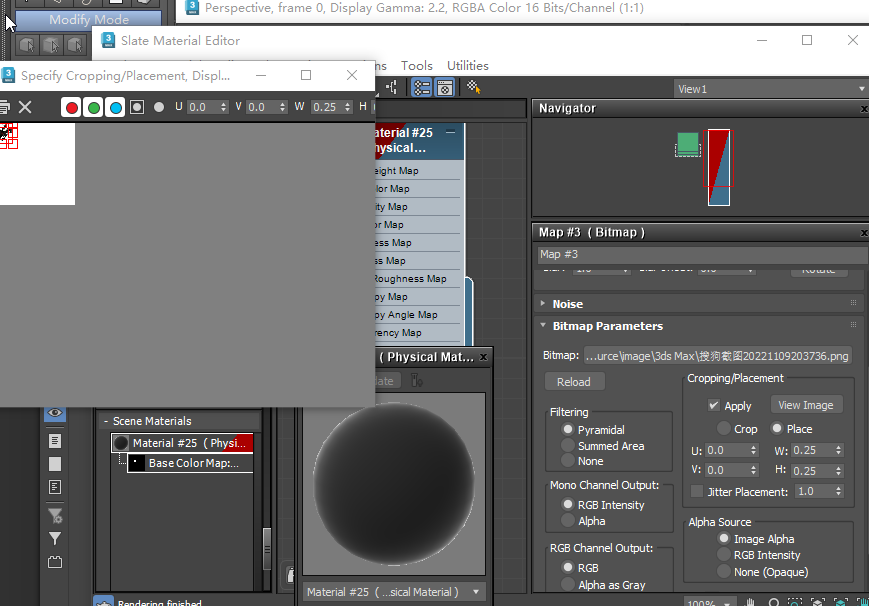 Perspective, frame 0, Display Gamma: 2.2, RGBA Color 16 Bits/Channel (1:1)
Modify Mode
Slate Material Editor
Tools Utilities
Specify Cropping/Placement, Displ...
View1
U 0.0 V 0.0 W 0.25 H
Navigator
aterial #25
hysical...
eight Map
lor Map
ity Map
or Map
ess Map
ss Map
Roughness Map
py Map
py Angle Map
rency Map
Map #3 ( Bitmap )
Map #3
Rotate
Noise
Bitmap Parameters
Bitmap: ...urce\image\3ds Max\搜狗截图20221109203736.png
Reload
Cropping/Placement
Apply View Image
Crop Place
U: 0.0 W: 0.25
V: 0.0 H: 0.25
Jitter Placement: 1.0
Filtering
Pyramidal
Summed Area
None
Mono Channel Output:
RGB Intensity
Alpha
RGB Channel Output:
RGB
Alpha as Gray
Alpha Source
Image Alpha
RGB Intensity
None (Opaque)
( Physical Mat...
late
- Scene Materials
Material #25 ( Physi...
Base Color Map:...
Material #25 ( ...sical Material )
Rendering finished
100%